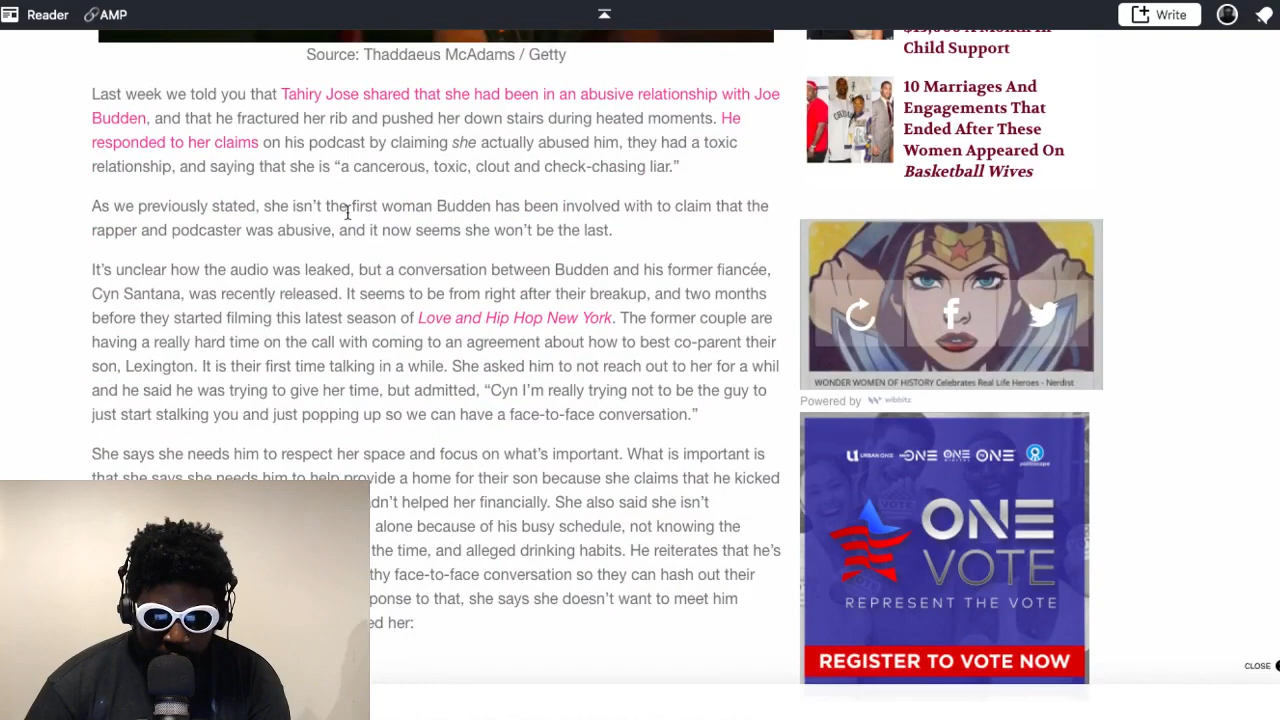 Reader
AMP
Write
Source: Thaddaeus McAdams / Getty
Last week we told you that Tahiry Jose shared that she had been in an abusive relationship with Joe
Budden, and that he fractured her rib and pushed her down stairs during heated moments. He
responded to her claims on his podcast by claiming she actually abused him, they had a toxic
relationship, and saying that she is “a cancerous, toxic, clout and check-chasing liar.”
As we previously stated, she isn’t the first woman Budden has been involved with to claim that the
rapper and podcaster was abusive, and it now seems she won’t be the last.
It’s unclear how the audio was leaked, but a conversation between Budden and his former fiancée,
Cyn Santana, was recently released. It seems to be from right after their breakup, and two months
before they started filming this latest season of Love and Hip Hop New York. The former couple are
having a really hard time on the call with coming to an agreement about how to best co-parent their
son, Lexington. It is their first time talking in a while. She asked him to not reach out to her for a whil
and he said he was trying to give her time, but admitted, “Cyn I’m really trying not to be the guy to
just start stalking you and just popping up so we can have a face-to-face conversation.”
She says she needs him to respect her space and focus on what’s important. What is important is
that she says she needs him to help provide a home for their son because she claims that he kicked
dn’t helped her financially. She also said she isn’t
alone because of his busy schedule, not knowing the
the time, and alleged drinking habits. He reiterates that he’s
thy face-to-face conversation so they can hash out their
ponse to that, she says she doesn’t want to meet him
ed her:
Child Support
10 Marriages And
Engagements That
Ended After These
Women Appeared On
Basketball Wives
WONDER WOMEN OF HISTORY Celebrates Real Life Heroes - Nerdist
Powered by wibbitz
URBAN ONE
ONE
ONE
ONE
ONE
VOTE
REPRESENT THE VOTE
REGISTER TO VOTE NOW
CLOSE